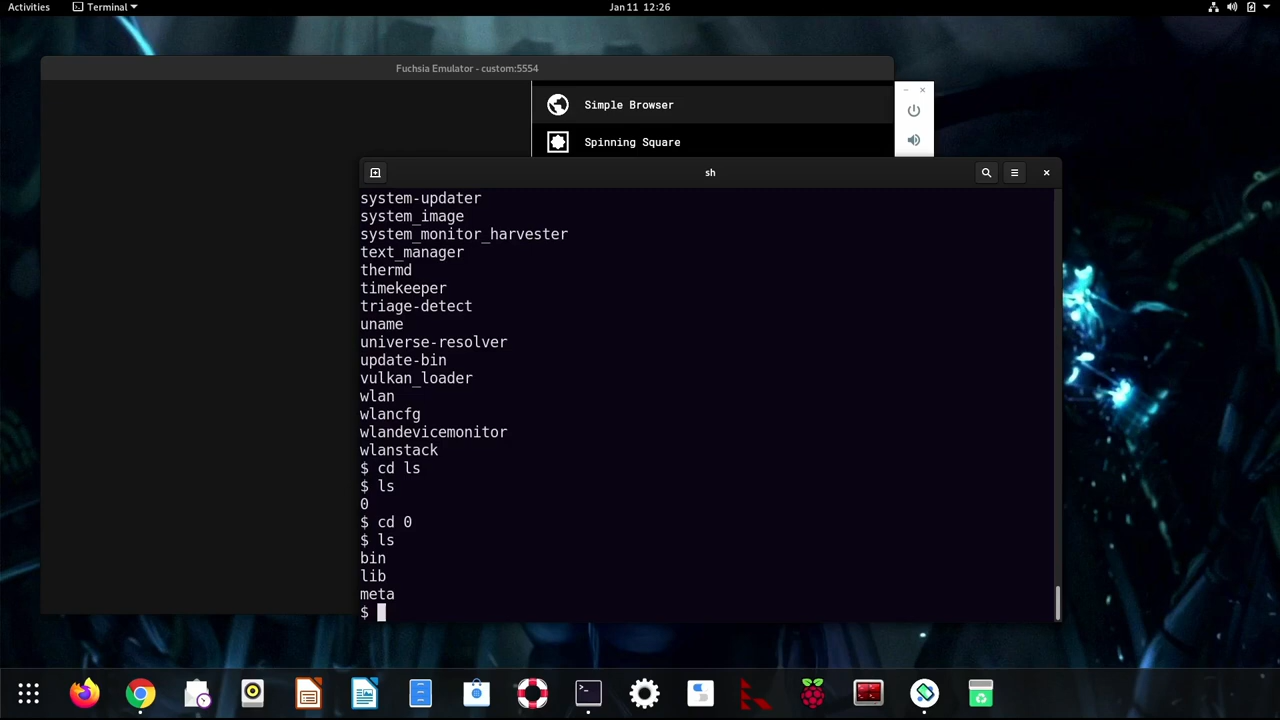 Activities
Terminal
Jan 11 12:26
Fuchsia Emulator - custom:5554
Simple Browser
Spinning Square
sh
system-updater
system_image
system_monitor_harvester
text_manager
thermd
timekeeper
triage-detect
uname
universe-resolver
update-bin
vulkan_loader
wlan
wlancfg
wlandevicemonitor
wlanstack
$ cd ls
$ ls
0
$ cd 0
$ ls
bin
lib
meta
$